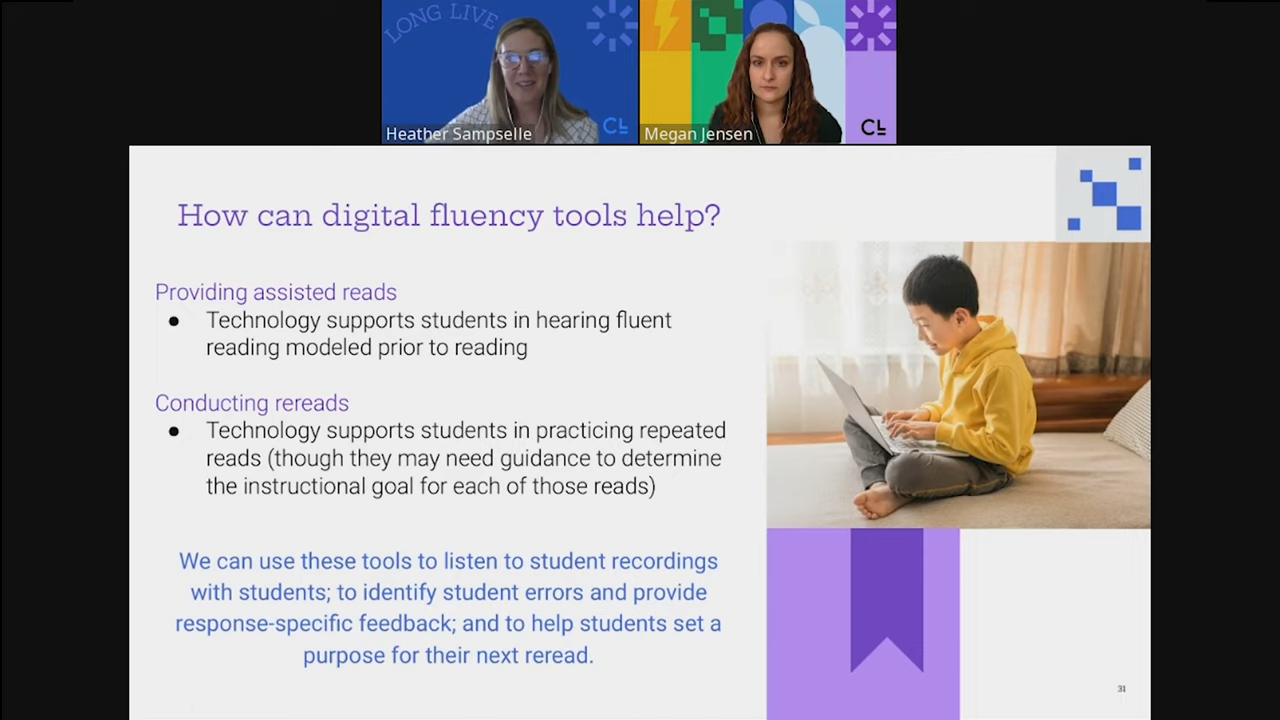 LONG LIVE
Heather Sampselle
CL
Megan Jensen
CL
How can digital fluency tools help?
Providing assisted reads
● Technology supports students in hearing fluent
reading modeled prior to reading
Conducting rereads
● Technology supports students in practicing repeated
reads (though they may need guidance to determine
the instructional goal for each of those reads)
We can use these tools to listen to student recordings
with students; to identify student errors and provide
response-specific feedback; and to help students set a
purpose for their next reread.
31